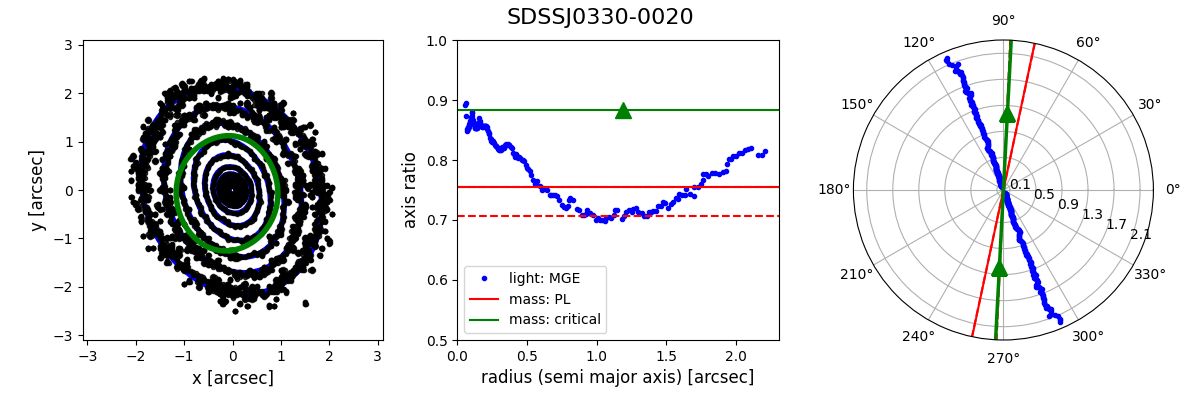 SDSSJ0330-0020
3
2
1
0
−1
−2
−3
y [arcsec]
−3 −2 −1 0 1 2 3
x [arcsec]
1.0
0.9
0.8
0.7
0.6
0.5
axis ratio
light: MGE
mass: PL
mass: critical
0.0 0.5 1.0 1.5 2.0
radius (semi major axis) [arcsec]
90°
120° 60°
150° 30°
180° 0°
0.1 0.5 0.9 1.3 1.7 2.1
210° 330°
240° 300°
270°